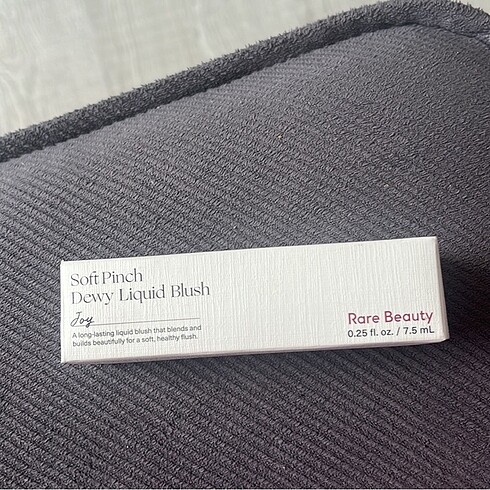 Soft Pinch
Dewy Liquid Blush
Joy
A long-lasting liquid blush that blends and
builds beautifully for a soft, healthy flush.
Rare Beauty
0.25 fl. oz. / 7.5 mL